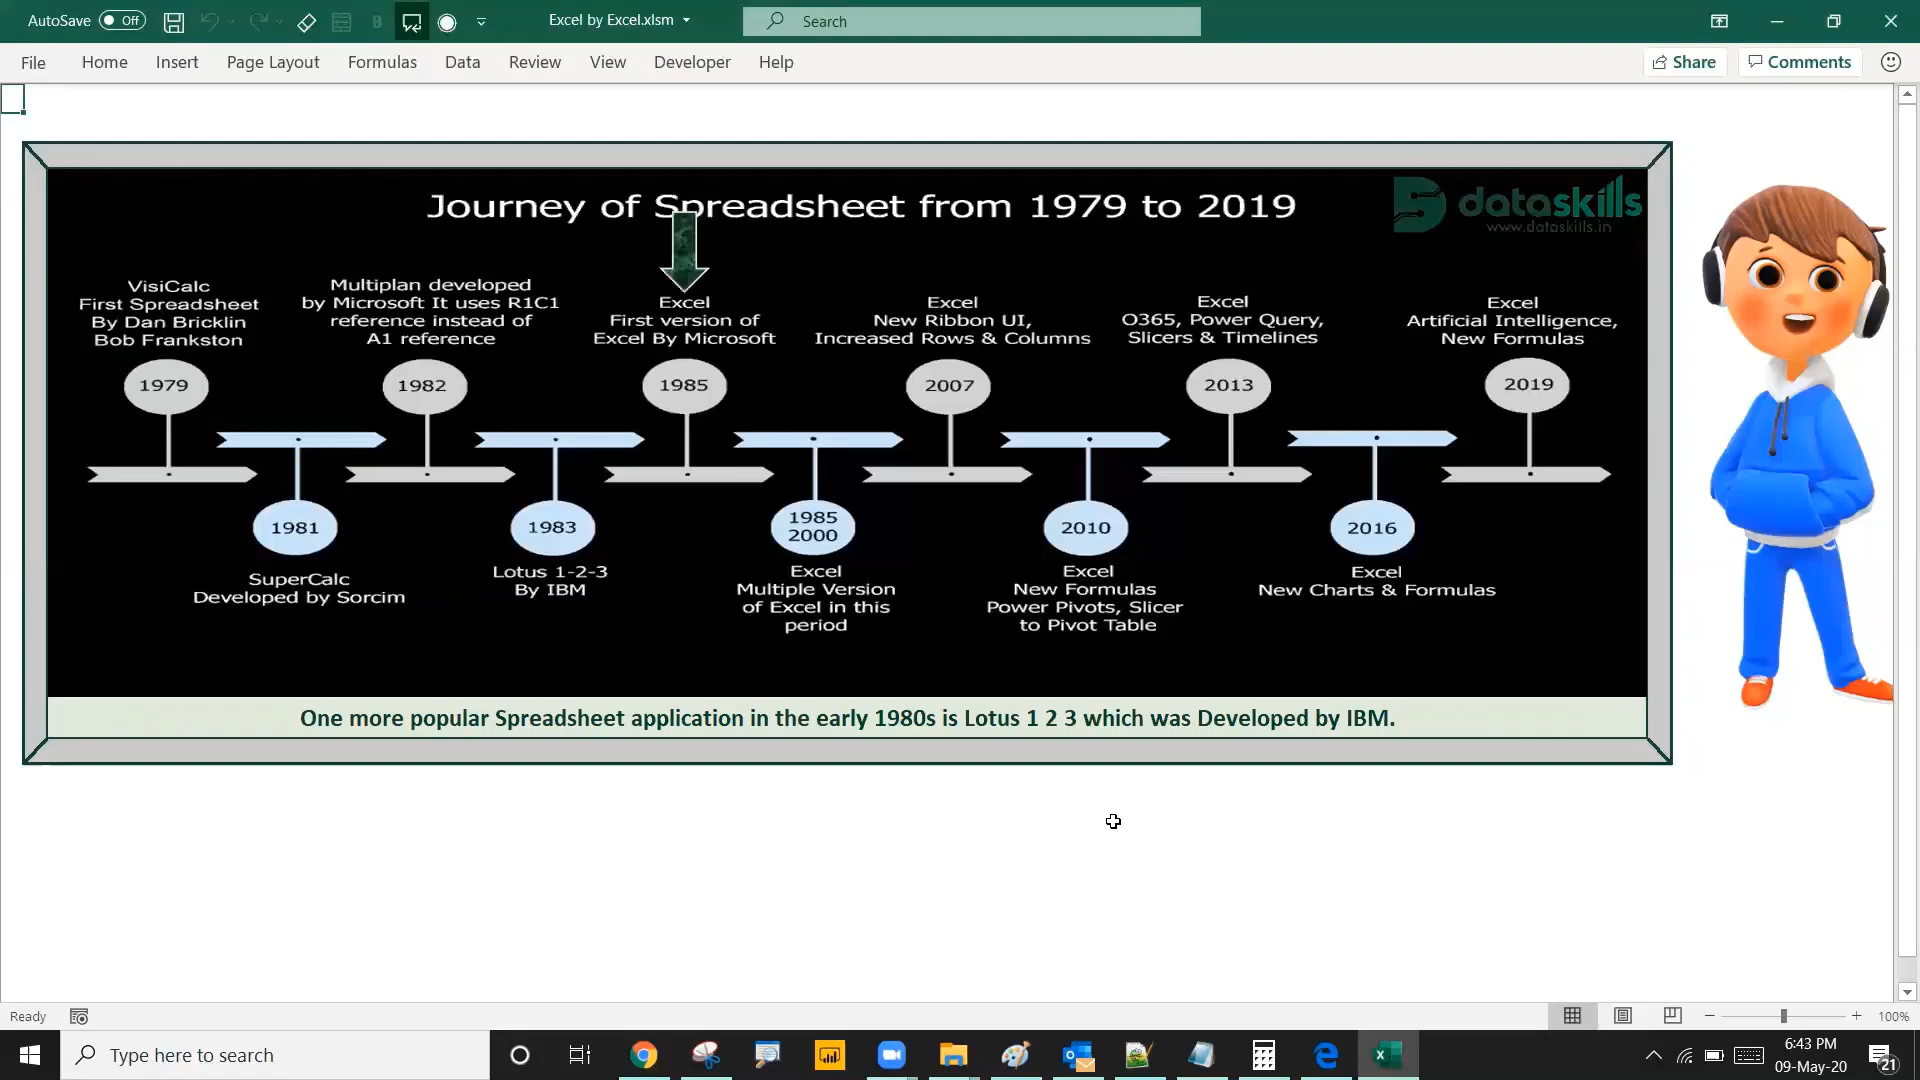 AutoSave Off
B
Excel by Excel.xlsm
Search
File Home Insert Page Layout Formulas Data Review View Developer Help
Share Comments
Journey of Spreadsheet from 1979 to 2019
dataskills
www.dataskills.in
VisiCalc
First Spreadsheet
By Dan Bricklin
Bob Frankston
1979
SuperCalc
Developed by Sorcim
1981
Multiplan developed
by Microsoft It uses R1C1
reference instead of
A1 reference
1982
1983
Lotus 1-2-3
By IBM
Excel
First version of
Excel By Microsoft
1985
1985
2000
Excel
Multiple Version
of Excel in this
period
Excel
New Ribbon UI,
Increased Rows & Columns
2007
2010
Excel
New Formulas
Power Pivots, Slicer
to Pivot Table
Excel
O365, Power Query,
Slicers & Timelines
2013
2016
Excel
New Charts & Formulas
Excel
Artificial Intelligence,
New Formulas
2019
One more popular Spreadsheet application in the early 1980s is Lotus 1 2 3 which was Developed by IBM.
Ready
100%
Type here to search
6:43 PM
09-May-20
21